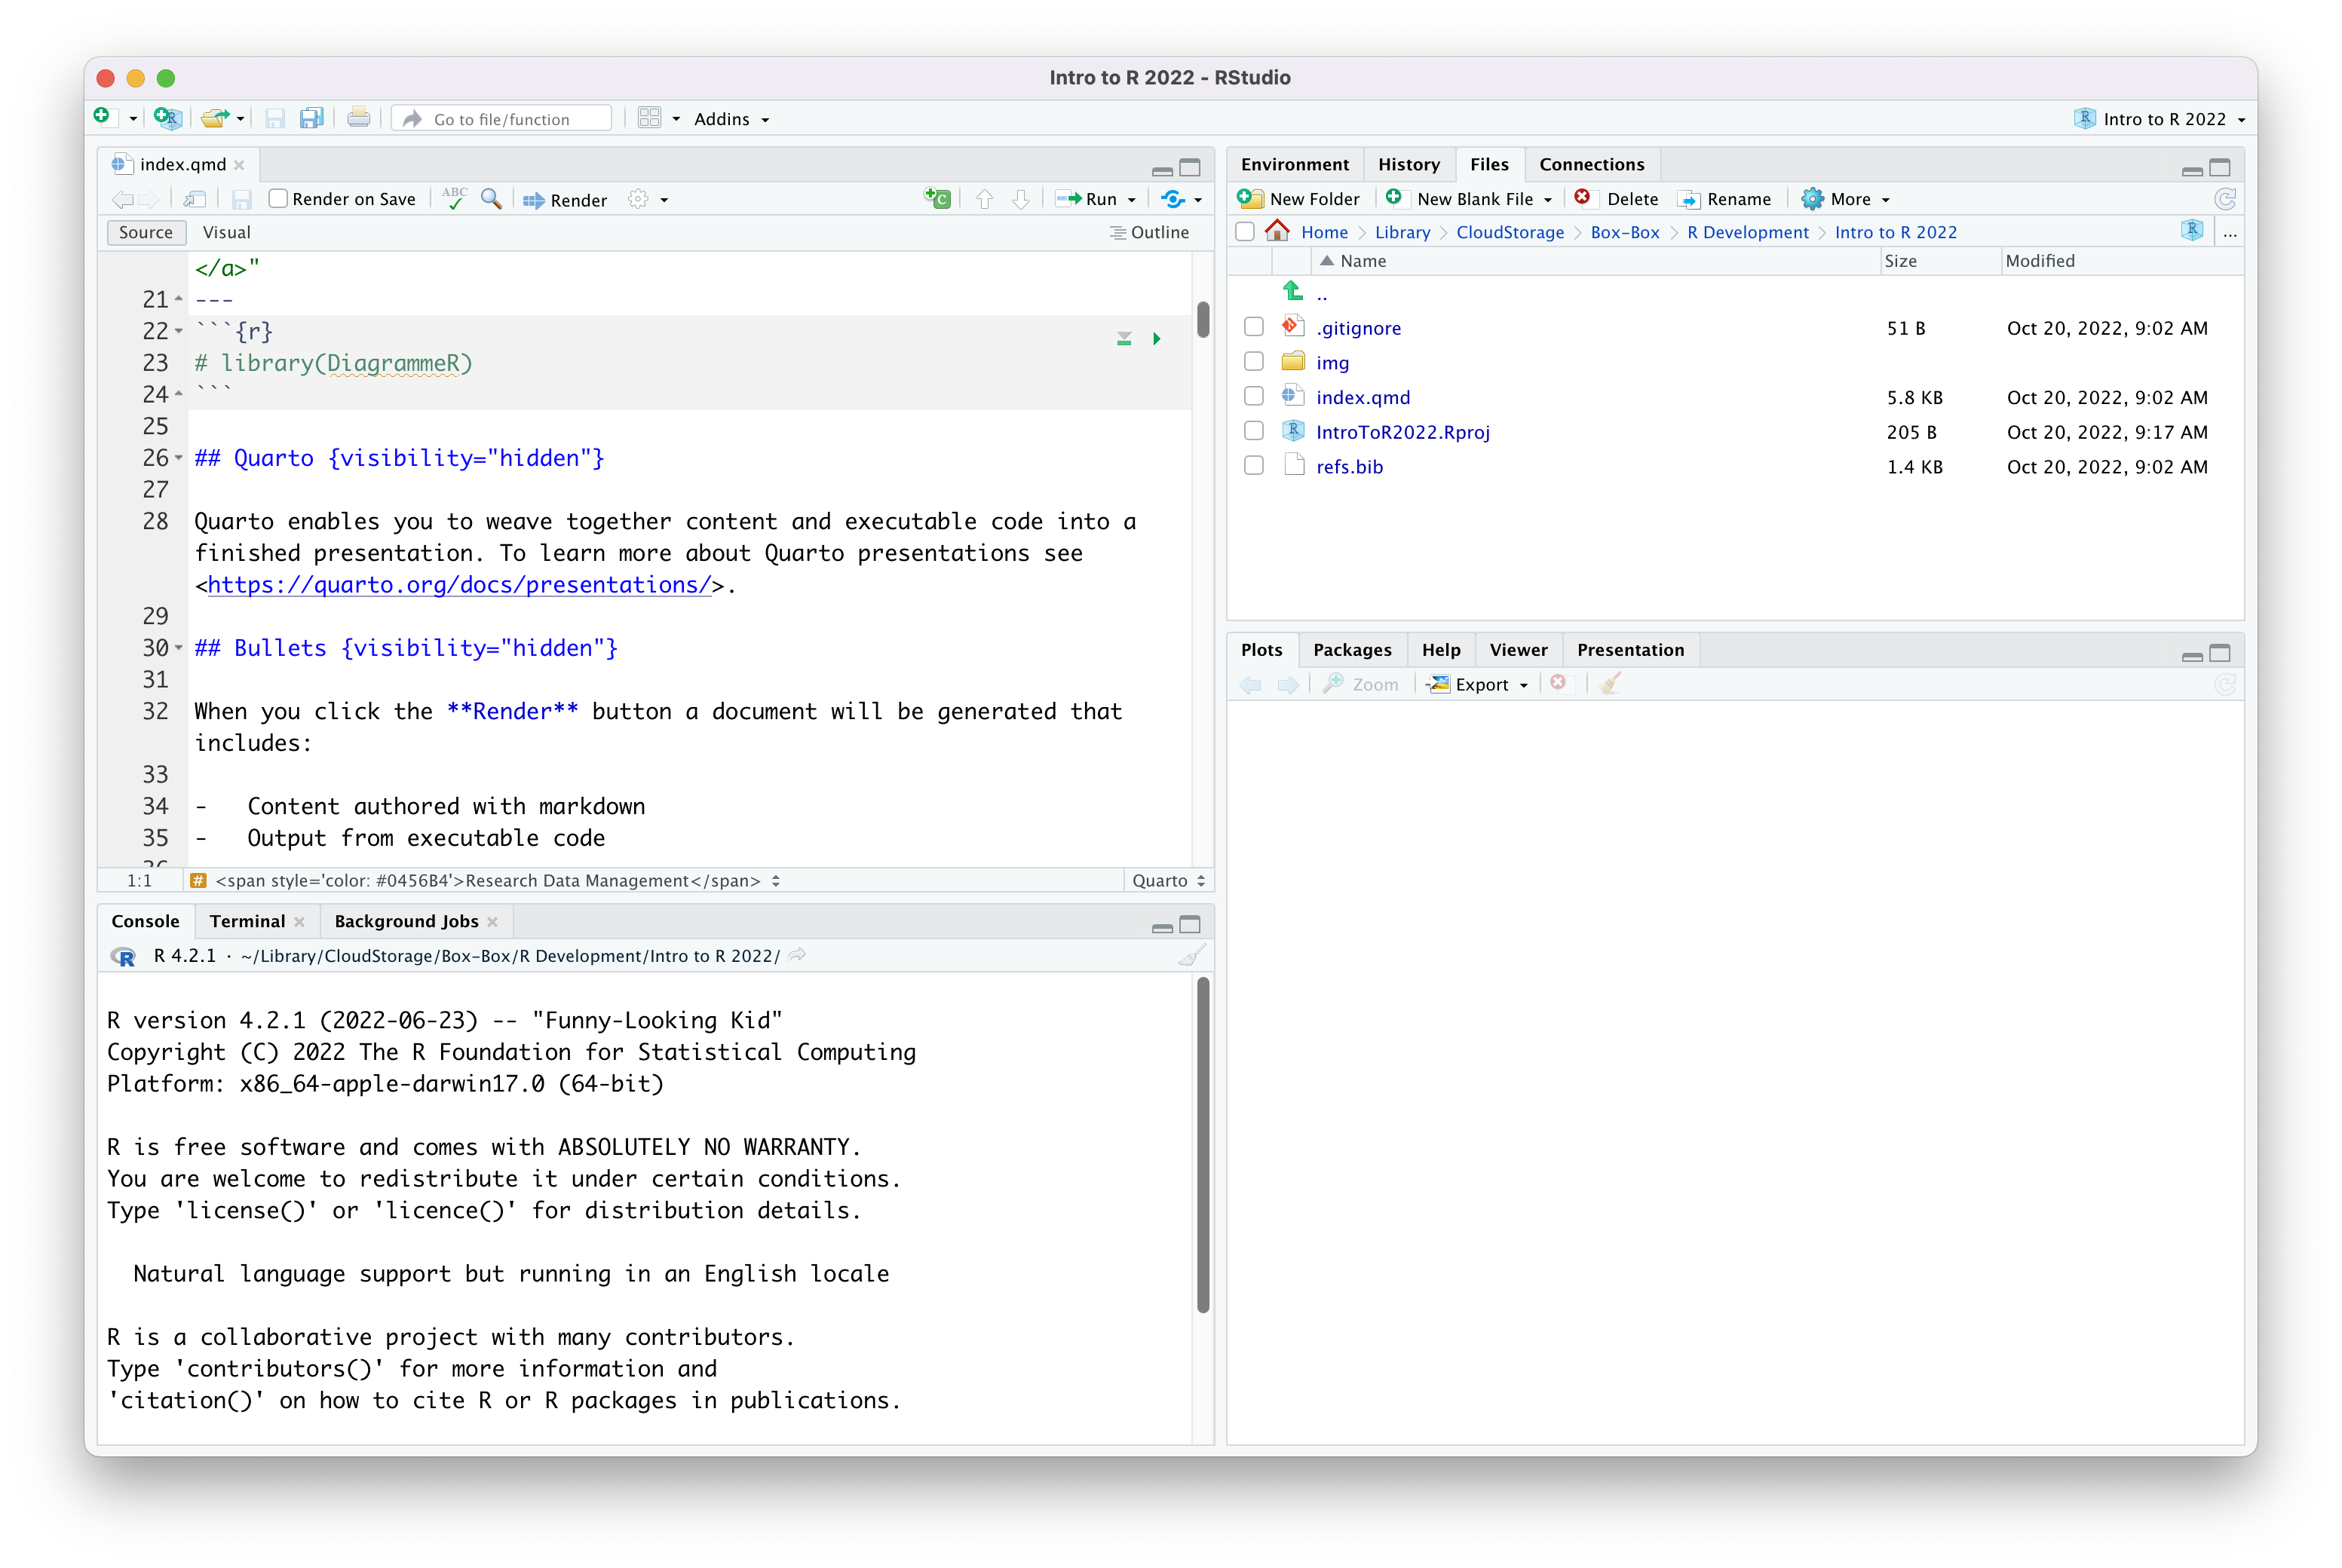 Intro to R 2022 - RStudio
Go to file/function
Addins
Intro to R 2022
index.qmd
Render on Save
ABC
Render
Run
Source
Visual
Outline
</a>"
21 ---
22 ```{r}
23 # library(DiagrammeR)
24 ```
25
26 ## Quarto {visibility="hidden"}
27
28 Quarto enables you to weave together content and executable code into a
finished presentation. To learn more about Quarto presentations see
<https://quarto.org/docs/presentations/>.
29
30 ## Bullets {visibility="hidden"}
31
32 When you click the **Render** button a document will be generated that
includes:
33
34 -   Content authored with markdown
35 -   Output from executable code
36
1:1 # <span style='color: #0456B4'>Research Data Management</span>
Quarto
Console Terminal Background Jobs
R 4.2.1 · ~/Library/CloudStorage/Box-Box/R Development/Intro to R 2022/
R version 4.2.1 (2022-06-23) -- "Funny-Looking Kid"
Copyright (C) 2022 The R Foundation for Statistical Computing
Platform: x86_64-apple-darwin17.0 (64-bit)
R is free software and comes with ABSOLUTELY NO WARRANTY.
You are welcome to redistribute it under certain conditions.
Type 'license()' or 'licence()' for distribution details.
  Natural language support but running in an English locale
R is a collaborative project with many contributors.
Type 'contributors()' for more information and
'citation()' on how to cite R or R packages in publications.
Environment History Files Connections
New Folder New Blank File Delete Rename More
Home Library CloudStorage Box-Box R Development Intro to R 2022 ...
Name Size Modified
..
.gitignore 51 B Oct 20, 2022, 9:02 AM
img
index.qmd 5.8 KB Oct 20, 2022, 9:02 AM
IntroToR2022.Rproj 205 B Oct 20, 2022, 9:17 AM
refs.bib 1.4 KB Oct 20, 2022, 9:02 AM
Plots Packages Help Viewer Presentation
Zoom Export